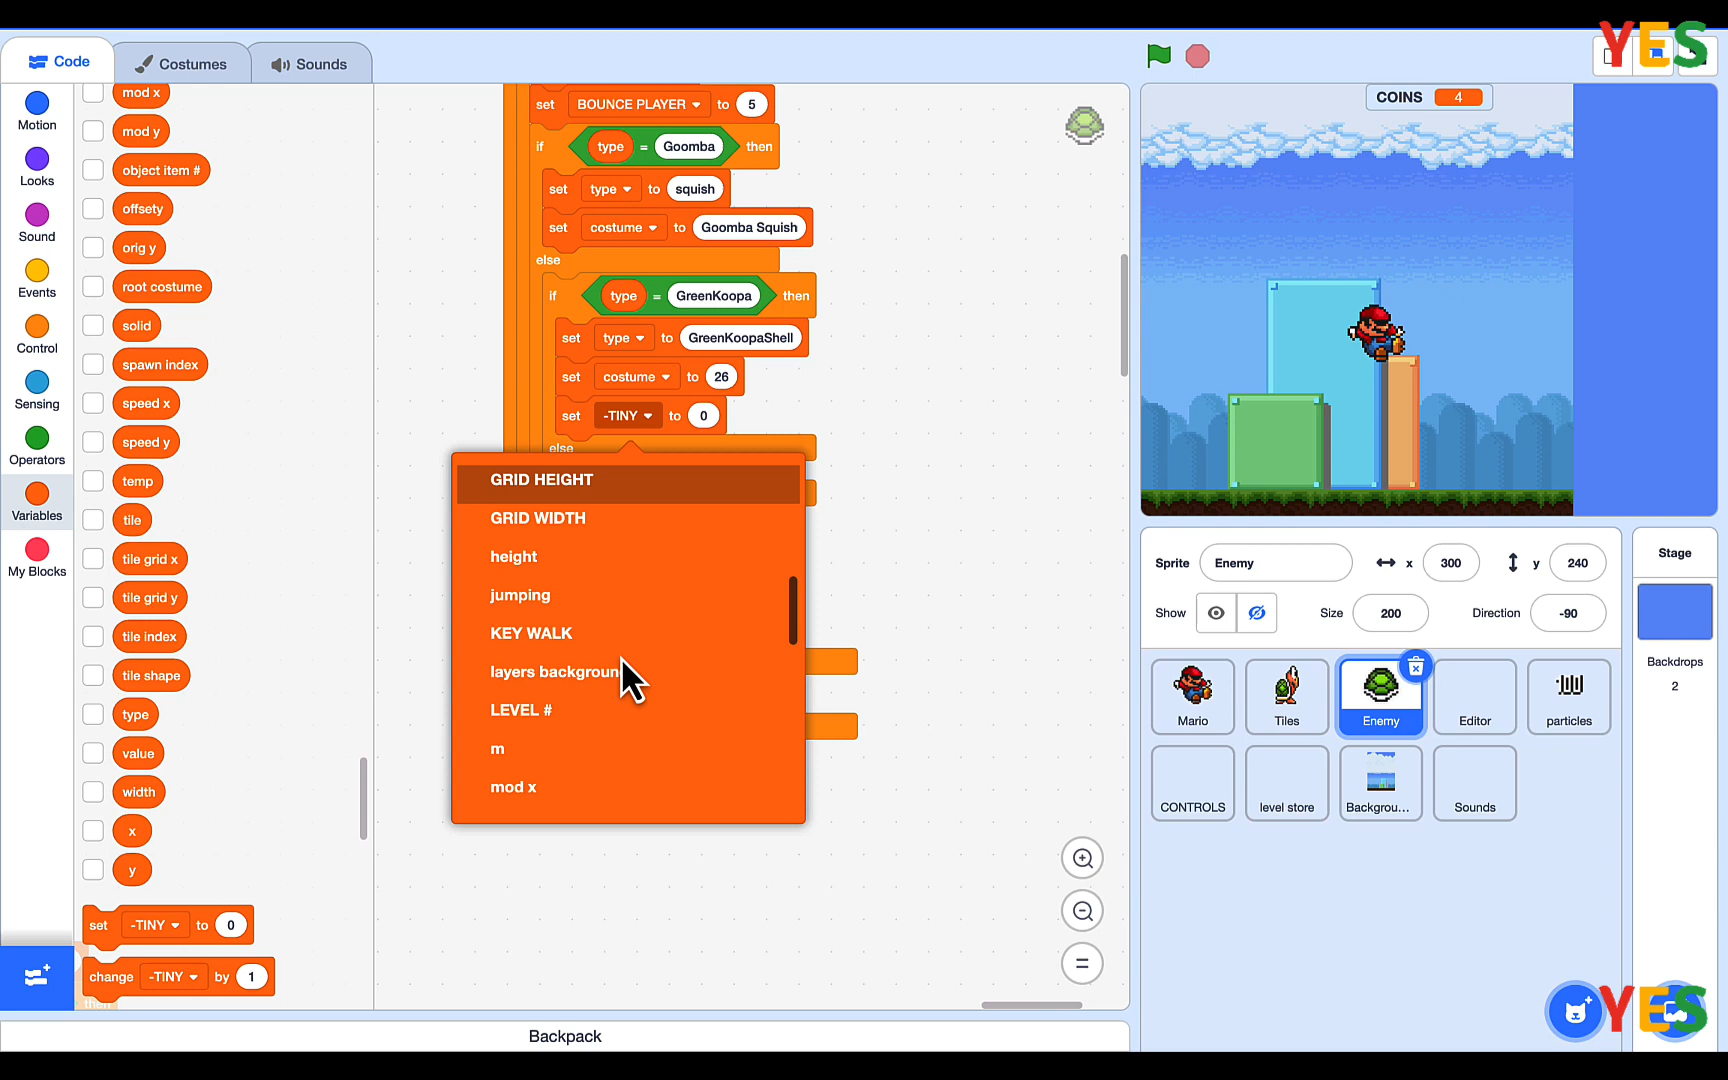 Code
Costumes
Sounds
YES
Motion
Looks
Sound
Events
Control
Sensing
Operators
Variables
My Blocks
mod x
mod y
object item #
offsety
orig y
root costume
solid
spawn index
speed x
speed y
temp
tile
tile grid x
tile grid y
tile index
tile shape
type
value
width
x
y
set -TINY to 0
change -TINY by 1
then
set BOUNCE PLAYER to 5
if type = Goomba then
set type to squish
set costume to Goomba Squish
else
if type = GreenKoopa then
set type to GreenKoopaShell
set costume to 26
set -TINY to 0
else
GRID HEIGHT
GRID WIDTH
height
jumping
KEY WALK
layers background
LEVEL #
m
mod x
Backpack
COINS 4
Sprite Enemy x 300 y 240
Show Size 200 Direction -90
Mario
Tiles
Enemy
Editor
particles
CONTROLS
level store
Backgrou...
Sounds
Stage
Backdrops
2
YES